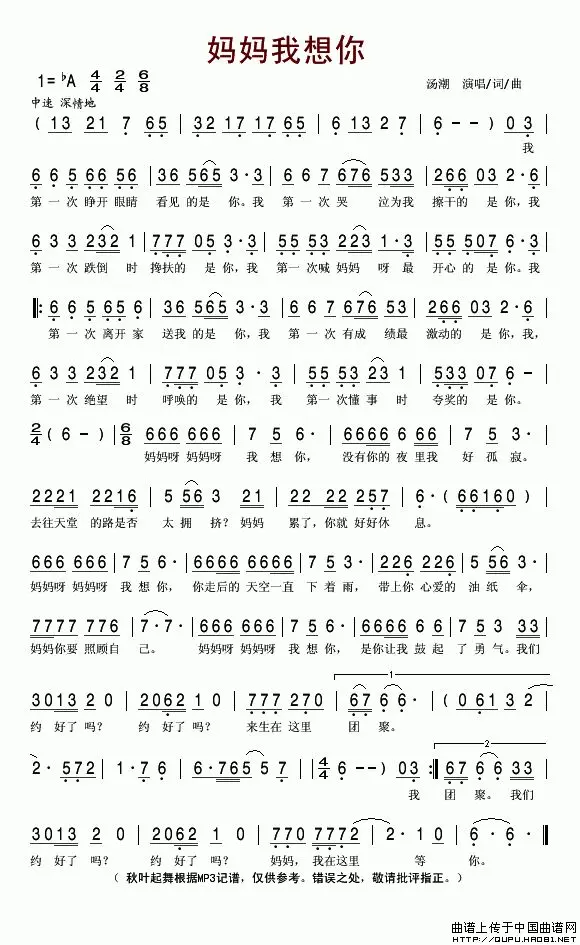 妈妈我想你
1=♭A 4/4 2/4 6/8
汤潮 演唱/词/曲
中速 深情地
( 13 21 7 65 | 32 17 17 65 | 6 13 27 | 6 - - ) 0 3 |
我
6 6 5 66 56 | 36 565 3·3 | 6 6 7 676 533 | 266 03 2·6 |
第一次睁开眼睛 看见的是 你。我 第一次哭 泣为我 擦干的 是你,我
6 3 3 232 1 | 777 05 3·3 | 55 53 223 3·1 | 55 507 6·3 |
第一次跌倒 时 搀扶的 是你,我 第一次喊妈妈 呀最 开心的 是你。我
6 6 5 65 6 | 36 565 3·3 | 66 7 676 53 | 266 03 2·6 |
第一次离开家 送我的是 你,我 第一次有成 绩最 激动的 是你,我,
6 3 3 232 1 | 777 05 3·3 | 55 53 23 1 | 533 07 6 - |
第一次绝望 时 呼唤的 是你,我 第一次懂事 时 夸奖的 是你。
2/4 ( 6 - ) | 6/8 666 666 | 7 5 6· | 6666 6 66 | 7 5 3· |
妈妈呀 妈妈呀 我想你, 没有你的夜里我 好孤寂。
2221 2216 | 5 56 3 21 | 22 22 257 | 6· ( 66160 ) |
去往天堂 的路是否 太拥 挤?妈妈 累了,你就 好好休 息。
666 666 | 7 5 6· | 6666 6666 | 7 5 3· | 226 226 | 5 56 5 |
妈妈呀 妈妈呀 我想你, 你走后的 天空一直 下着雨, 带上你 心爱的 油纸 伞,
7777 776 | 7·7· | 666 666 | 7 5 6· | 6666 6 6 | 7 5 3 33 |
妈妈你要 照顾自 己。 妈妈呀 妈妈呀 我想你, 是你让我 鼓起 了勇气。我们
3013 2 0 | 2062 1 0 | 777 270 | 67 6 6· | ( 061 3 2
1
约好了吗? 约好了吗? 来生在 这里 团 聚。
2· 572 | 1·7 6 | 6·765 5 7 | 4/4 6 - - ) 03 :| 67 6 6 33 |
2
我 团 聚。我们
3013 2 0 | 2062 1 0 | 770 7772 | 2· 1 2 | 6· 6· ‖
约好了吗? 约好了吗? 妈妈,我在这里 等 你。
( 秋叶起舞根据MP3记谱,仅供参考。错误之处,敬请批评指正。)
曲谱上传于中国曲谱网
HTTP://QUPU.HAO81.NET